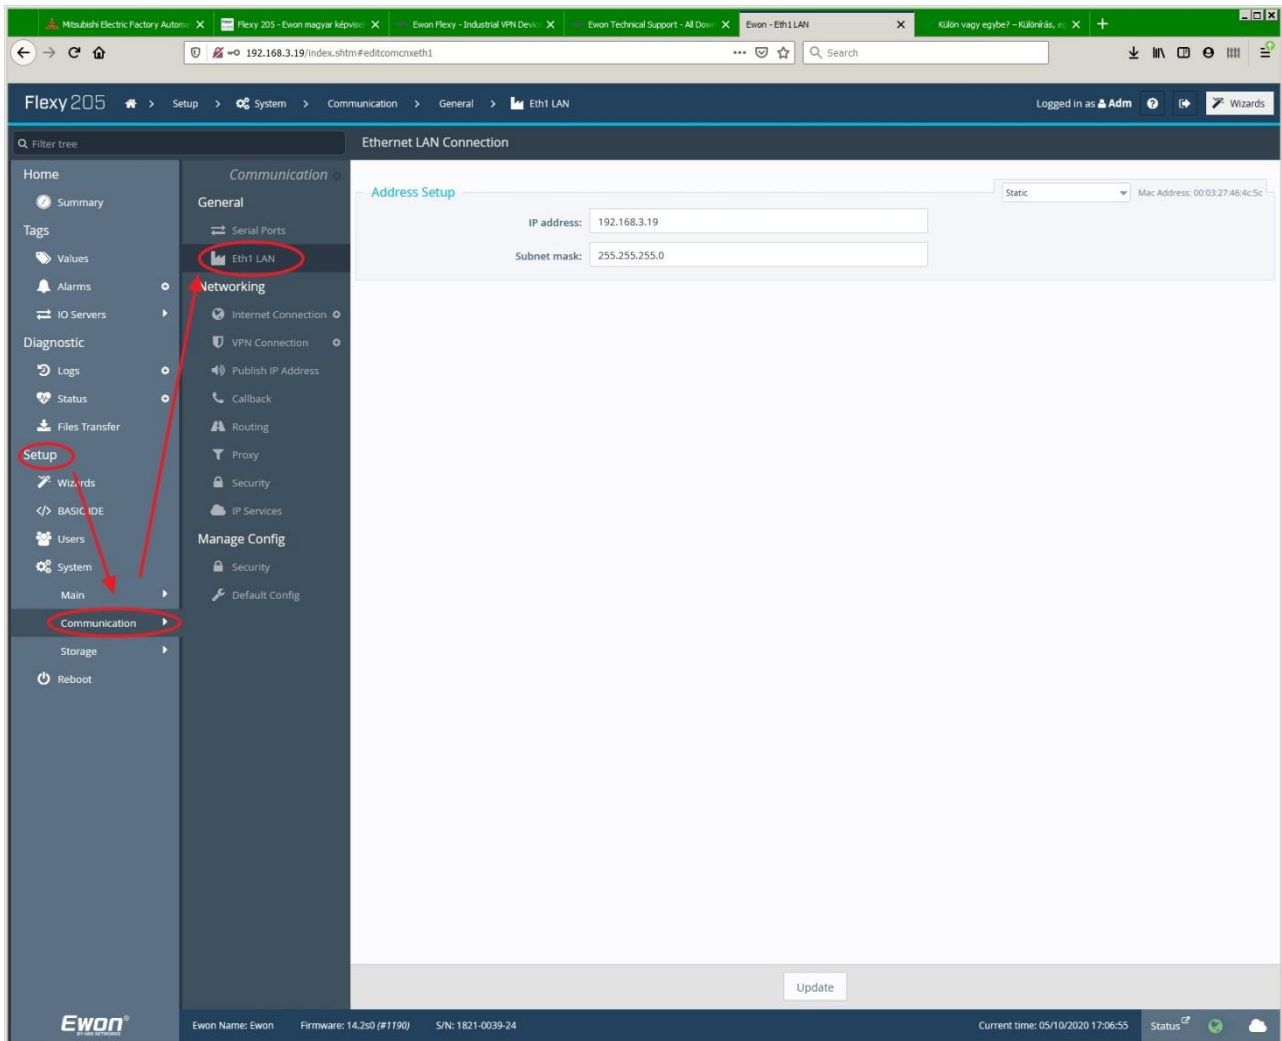 Mitsubishi Electric Factory Autom
Flexy 205 - Ewon magyar képvisel
Ewon Flexy - Industrial VPN Devic
Ewon Technical Support - All Down
Ewon - Eth1 LAN
Külön vagy egybe? – Különírás, e
192.168.3.19/index.shtm#editcomcnxeth1
Search
Flexy 205 > Setup > System > Communication > General > Eth1 LAN
Logged in as Adm
Wizards
Filter tree
Ethernet LAN Connection
Home
Summary
Tags
Values
Alarms
IO Servers
Diagnostic
Logs
Status
Files Transfer
Setup
Wizards
</> BASIC IDE
Users
System
Main
Communication
Storage
Reboot
Communication
General
Serial Ports
Eth1 LAN
Networking
Internet Connection
VPN Connection
Publish IP Address
Callback
Routing
Proxy
Security
IP Services
Manage Config
Security
Default Config
Address Setup
Static
Mac Address: 00:03:27:46:4c:5c
IP address: 192.168.3.19
Subnet mask: 255.255.255.0
Update
Ewon®
BY HMS NETWORKS
Ewon Name: Ewon
Firmware: 14.2s0 (#1190)
S/N: 1821-0039-24
Current time: 05/10/2020 17:06:55
Status